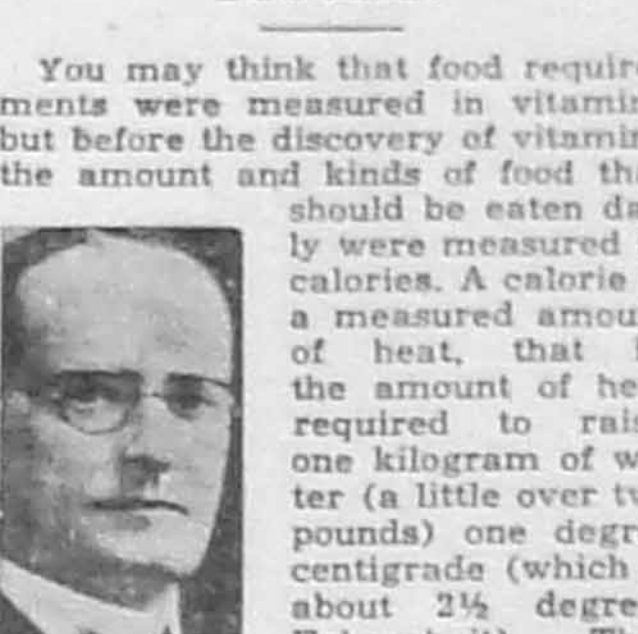 You may think that food require
ments were measured in vitamin
but before the discovery of vitamin
the amount and kinds of food tha
should be eaten da
ly were measured
calories. A calorie
a measured amou
of heat, that
the amount of he
required to rais
one kilogram of w
ter (a little over tw
pounds) one degr
centigrade (which
about 2½ degre